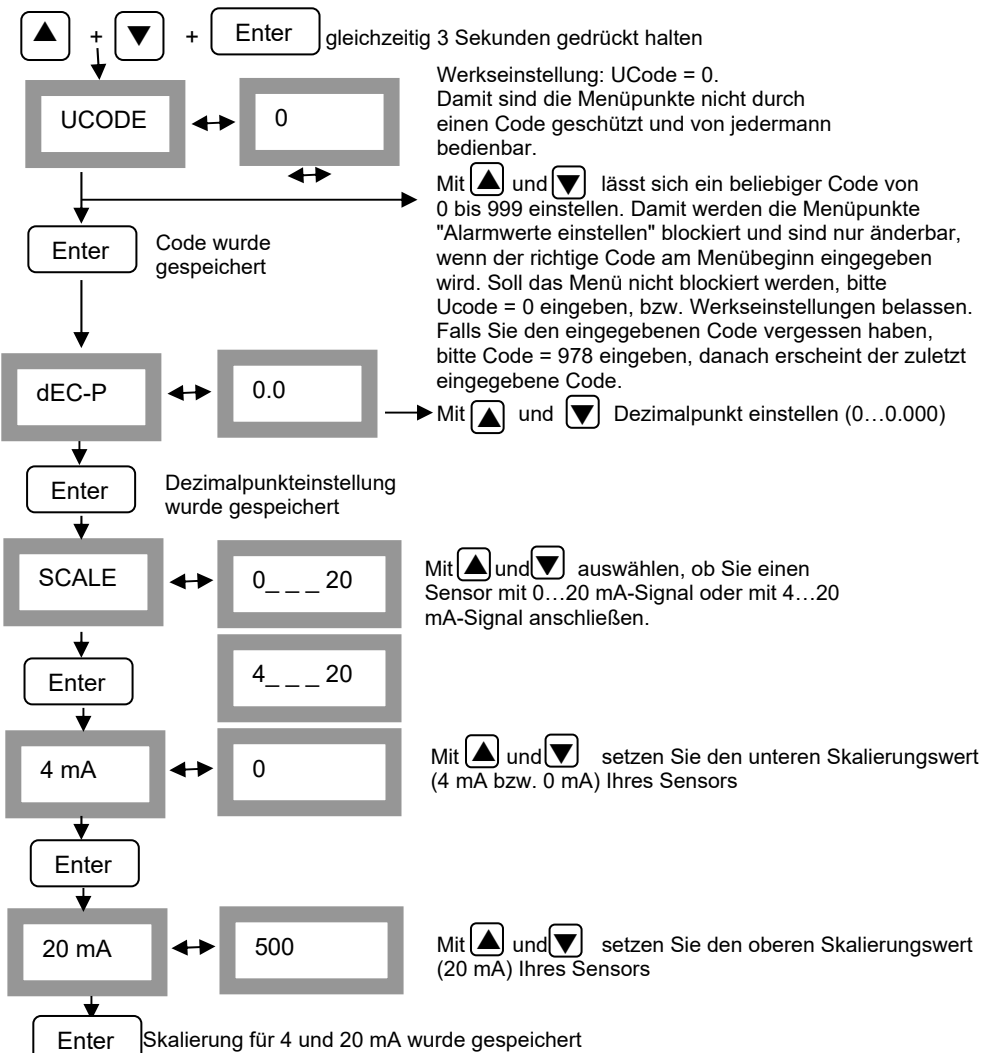 ▲ + ▼ + Enter gleichzeitig 3 Sekunden gedrückt halten
UCODE 0
Werkseinstellung: UCode = 0.
Damit sind die Menüpunkte nicht durch
einen Code geschützt und von jedermann
bedienbar.
Mit ▲ und ▼ lässt sich ein beliebiger Code von
0 bis 999 einstellen. Damit werden die Menüpunkte
"Alarmwerte einstellen" blockiert und sind nur änderbar,
wenn der richtige Code am Menübeginn eingegeben
wird. Soll das Menü nicht blockiert werden, bitte
Ucode = 0 eingeben, bzw. Werkseinstellungen belassen.
Falls Sie den eingegebenen Code vergessen haben,
bitte Code = 978 eingeben, danach erscheint der zuletzt
eingegebene Code.
Enter
Code wurde
gespeichert
dEC-P 0.0
Mit ▲ und ▼ Dezimalpunkt einstellen (0…0.000)
Enter
Dezimalpunkteinstellung
wurde gespeichert
SCALE 0_ _ _ 20
Mit ▲ und ▼ auswählen, ob Sie einen
Sensor mit 0…20 mA-Signal oder mit 4…20
mA-Signal anschließen.
Enter
4_ _ _ 20
4 mA 0
Mit ▲ und ▼ setzen Sie den unteren Skalierungswert
(4 mA bzw. 0 mA) Ihres Sensors
Enter
20 mA 500
Mit ▲ und ▼ setzen Sie den oberen Skalierungswert
(20 mA) Ihres Sensors
Enter Skalierung für 4 und 20 mA wurde gespeichert